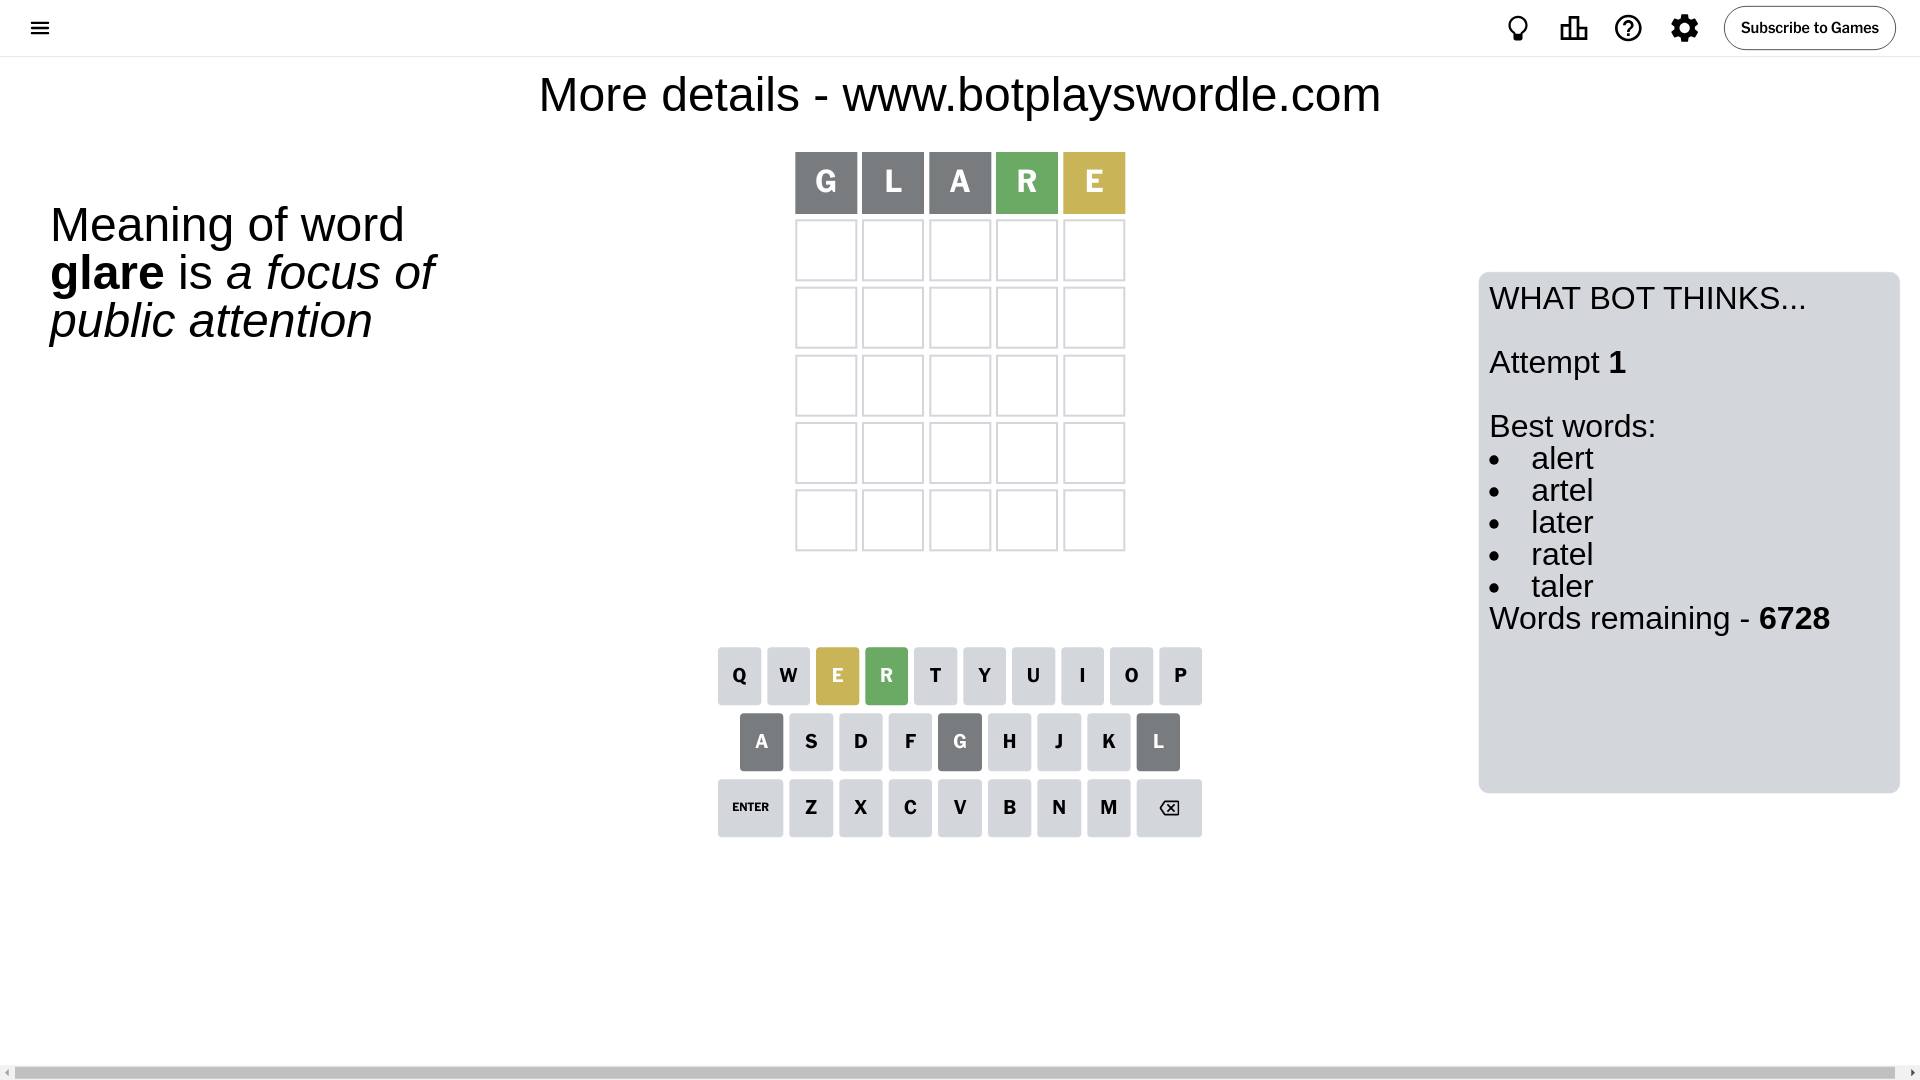 Subscribe to Games
More details - www.botplayswordle.com
G L A R E
Meaning of word
glare is a focus of
public attention
WHAT BOT THINKS...
Attempt 1
Best words:
• alert
• artel
• later
• ratel
• taler
Words remaining - 6728
Q W E R T Y U I O P
A S D F G H J K L
ENTER Z X C V B N M